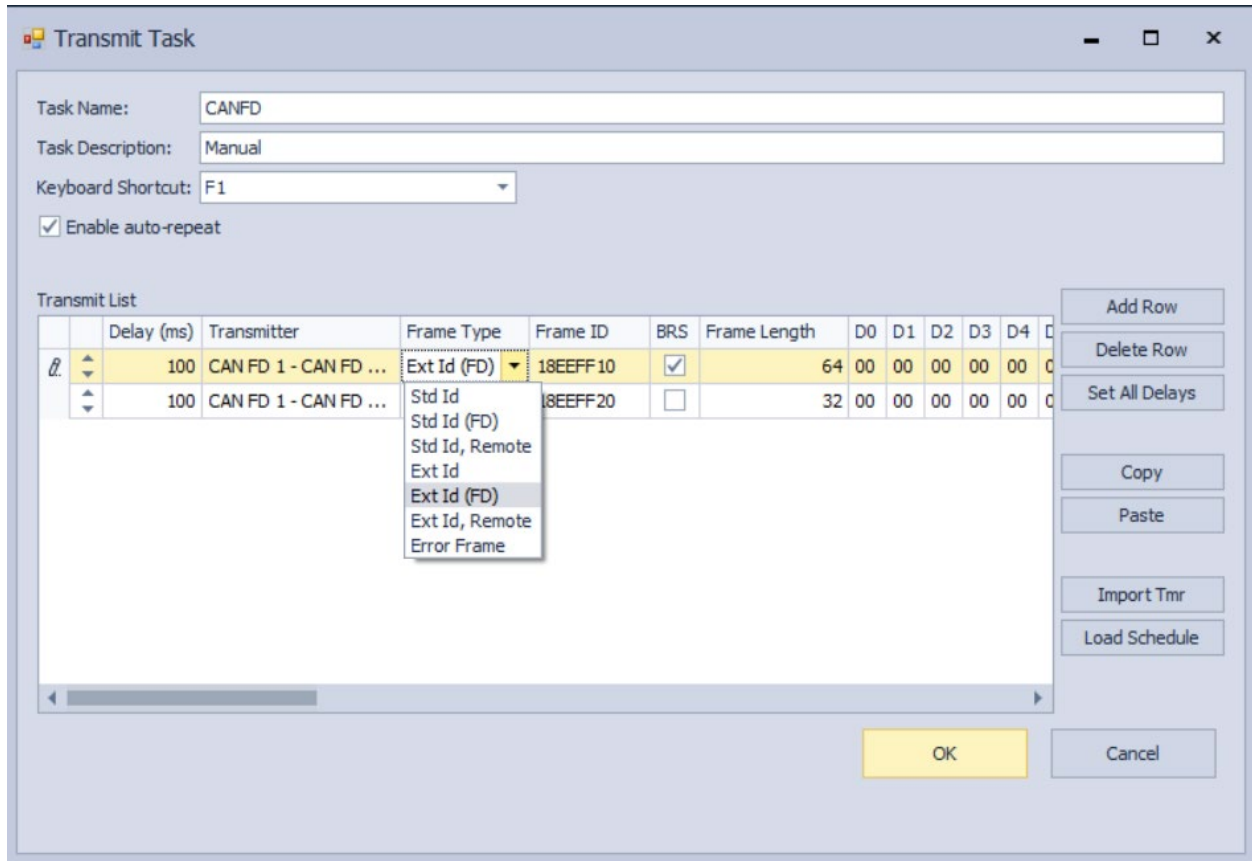 Transmit Task
Task Name: CANFD
Task Description: Manual
Keyboard Shortcut: F1
Enable auto-repeat
Transmit List
Delay (ms) Transmitter Frame Type Frame ID BRS Frame Length D0 D1 D2 D3 D4
100 CAN FD 1 - CAN FD ... Ext Id (FD) 18EEFF10 64 00 00 00 00 00
100 CAN FD 1 - CAN FD ... 18EEFF20 32 00 00 00 00 00
Std Id
Std Id (FD)
Std Id, Remote
Ext Id
Ext Id (FD)
Ext Id, Remote
Error Frame
Add Row
Delete Row
Set All Delays
Copy
Paste
Import Tmr
Load Schedule
OK
Cancel